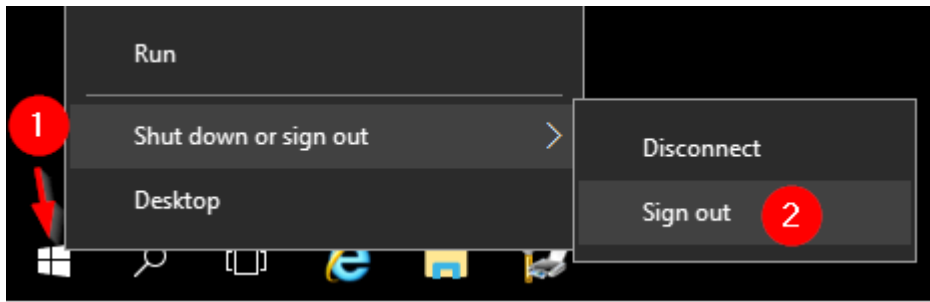 Run
1
Shut down or sign out
Disconnect
Desktop
Sign out
2